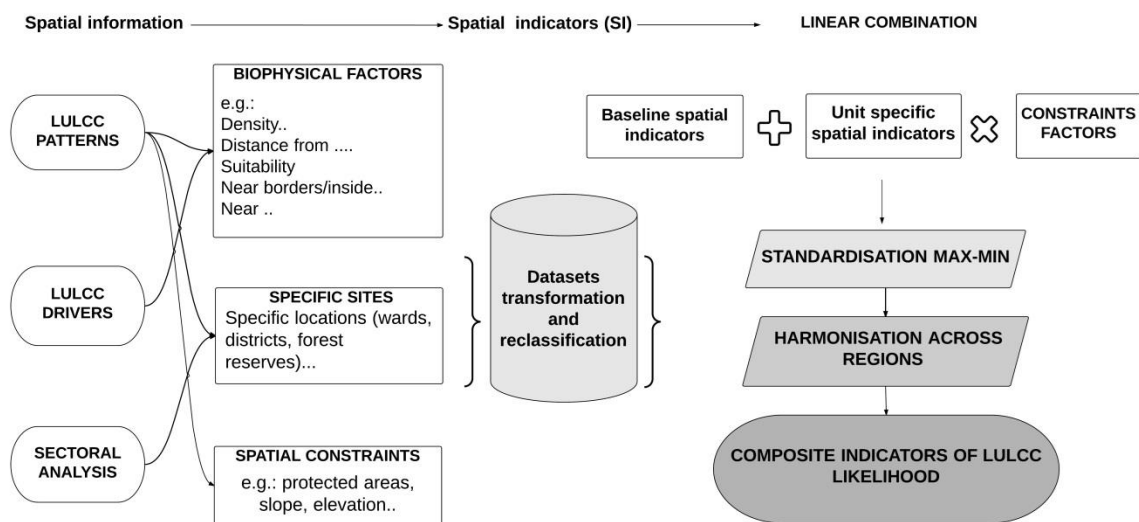 Spatial information
Spatial indicators (SI)
LINEAR COMBINATION
LULCC
PATTERNS
LULCC
DRIVERS
SECTORAL
ANALYSIS
BIOPHYSICAL FACTORS
e.g.:
Density..
Distance from ....
Suitability
Near borders/inside..
Near ..
SPECIFIC SITES
Specific locations (wards,
districts, forest
reserves)...
SPATIAL CONSTRAINTS
e.g.: protected areas,
slope, elevation..
Datasets
transformation
and
reclassification
Baseline spatial
indicators
Unit specific
spatial indicators
CONSTRAINTS
FACTORS
STANDARDISATION MAX-MIN
HARMONISATION ACROSS
REGIONS
COMPOSITE INDICATORS OF LULCC
LIKELIHOOD